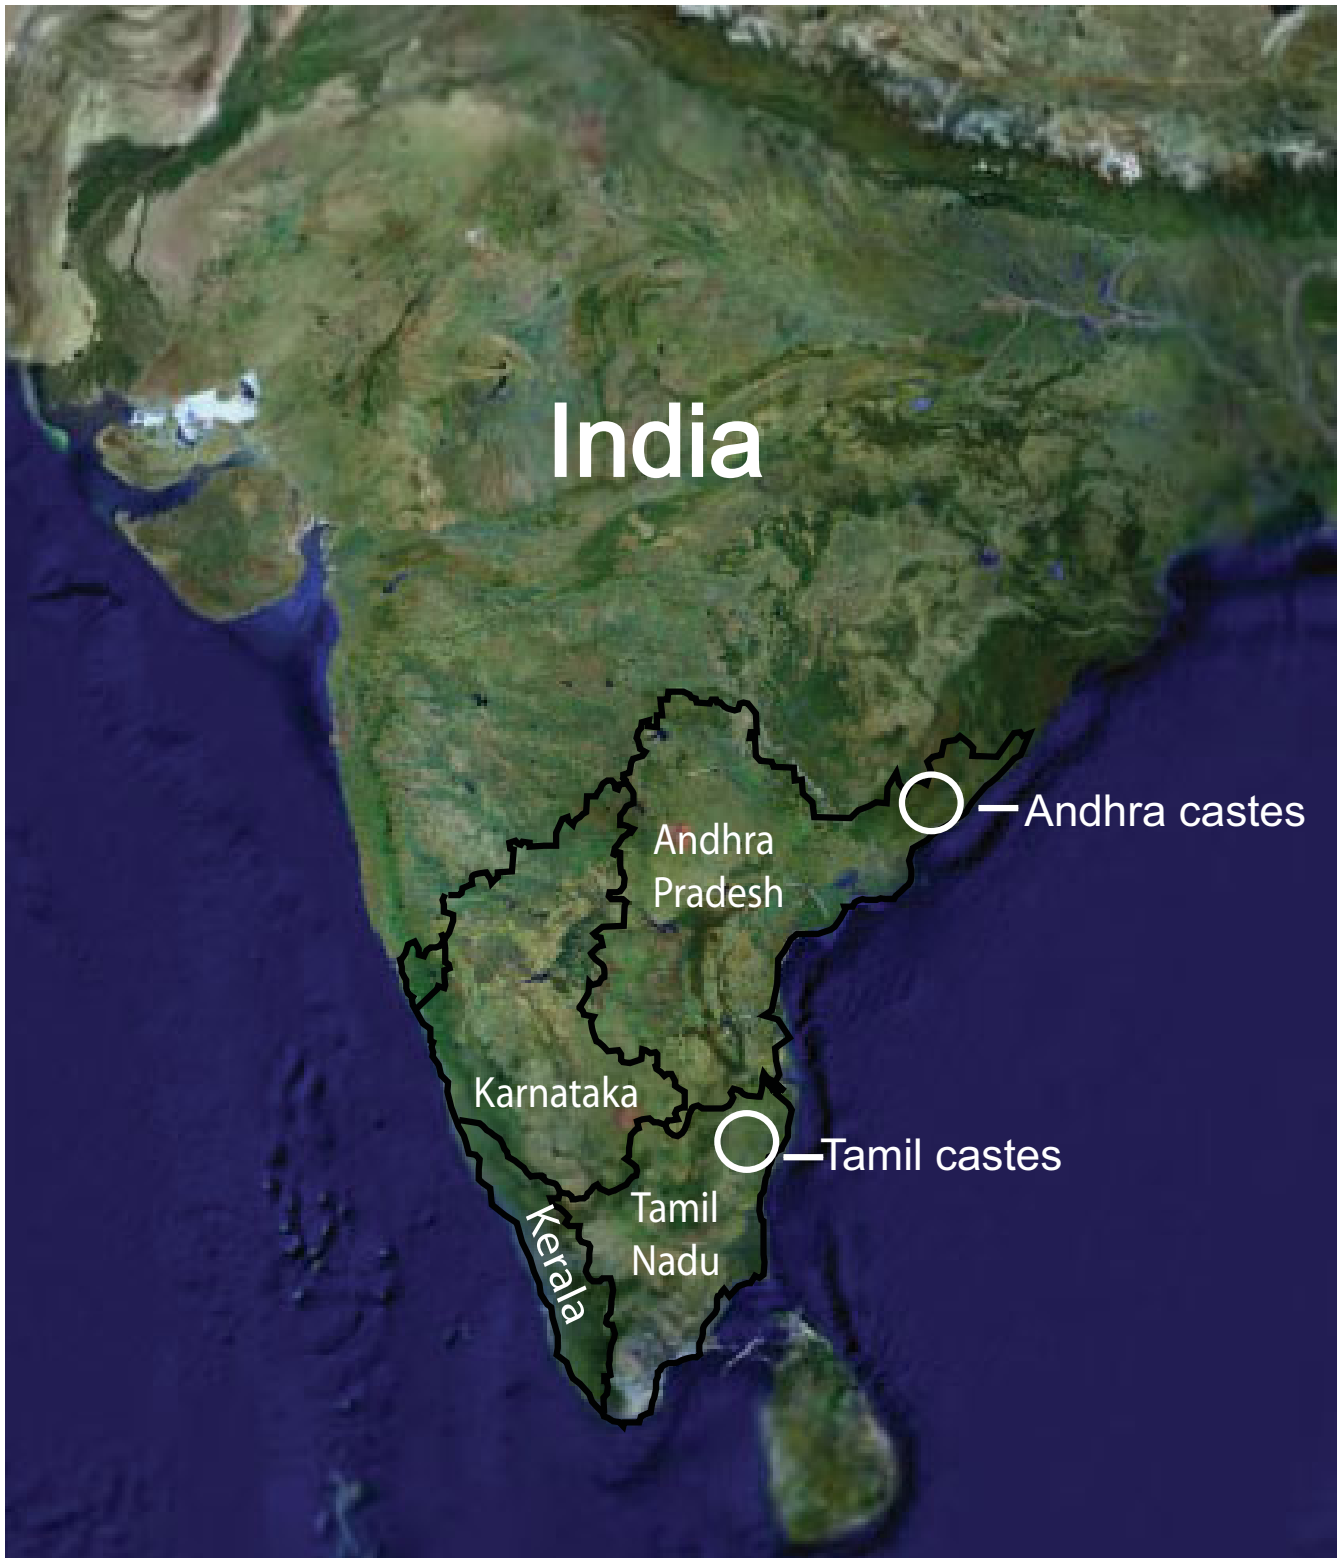 India
Andhra castes
Andhra
Pradesh
Karnataka
Tamil castes
Tamil
Nadu
Kerala